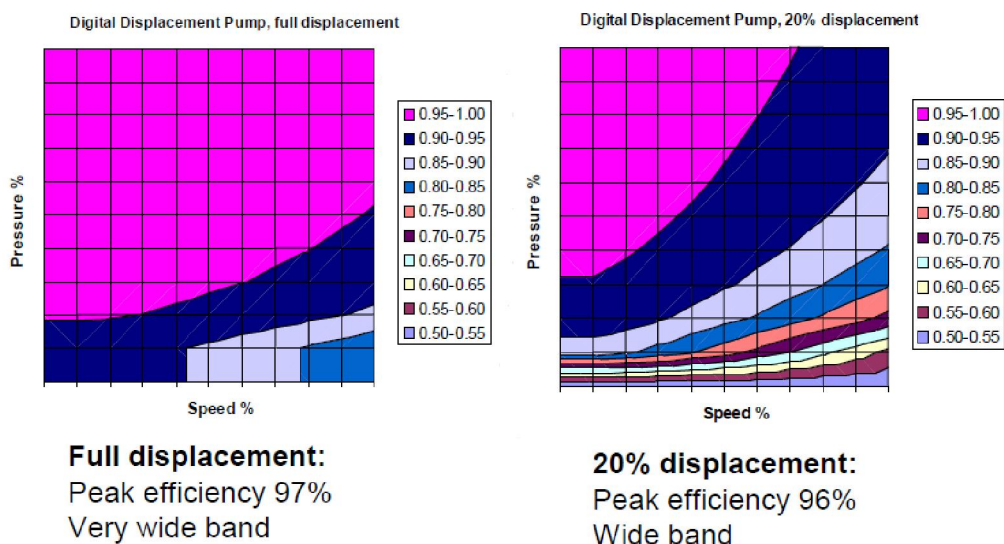 Digital Displacement Pump, full displacement
Pressure %
0.95-1.00
0.90-0.95
0.85-0.90
0.80-0.85
0.75-0.80
0.70-0.75
0.65-0.70
0.60-0.65
0.55-0.60
0.50-0.55
Speed %
Full displacement:
Peak efficiency 97%
Very wide band
Digital Displacement Pump, 20% displacement
Pressure %
0.95-1.00
0.90-0.95
0.85-0.90
0.80-0.85
0.75-0.80
0.70-0.75
0.65-0.70
0.60-0.65
0.55-0.60
0.50-0.55
Speed %
20% displacement:
Peak efficiency 96%
Wide band